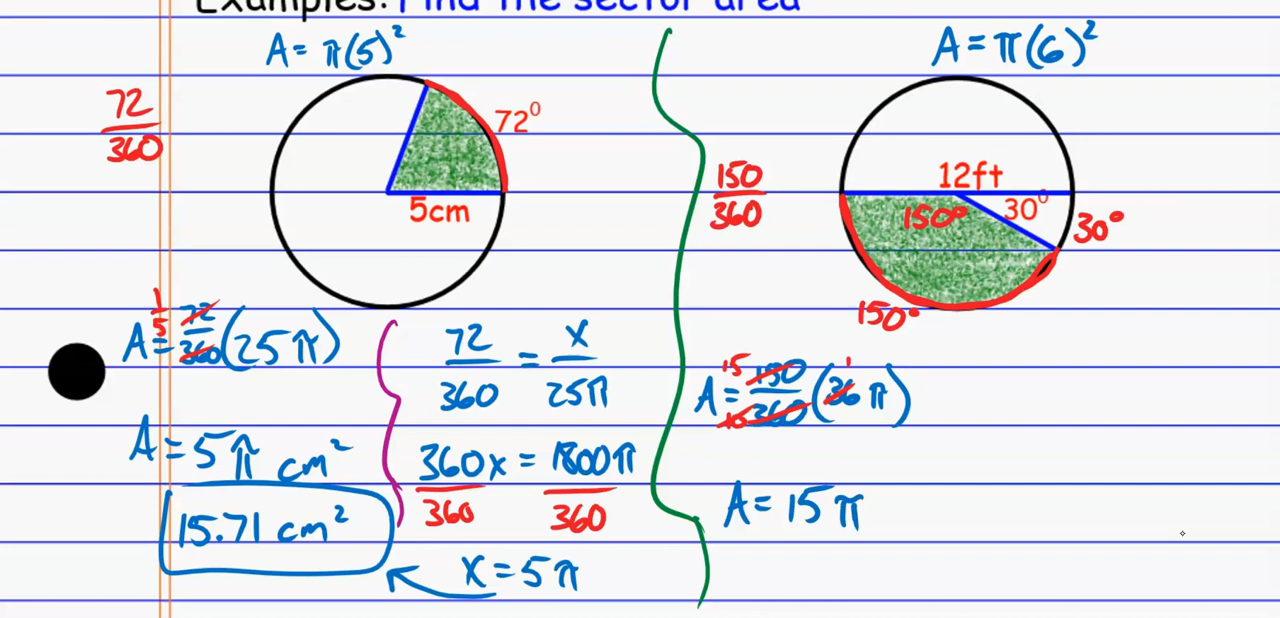 Examples: Find the sector area
A = π(5)²
72/360
72⁰
5cm
A = 1/5 72/360 (25π)
A = 5π cm²
15.71 cm²
72/360 = x/25π
360x = 1800π
360 360
x = 5π
A = π(6)²
150/360
12ft
150° 30⁰
30°
150°
A = 15 150/360 10 (36 1 π)
A = 15π